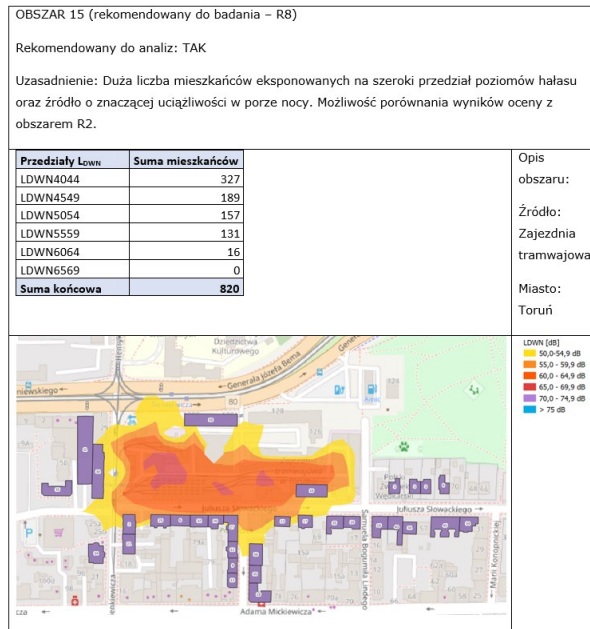 OBSZAR 15 (rekomendowany do badania – R8)
Rekomendowany do analiz: TAK
Uzasadnienie: Duża liczba mieszkańców eksponowanych na szeroki przedział poziomów hałasu
oraz źródło o znaczącej uciążliwości w porze nocy. Możliwość porównania wyników oceny z
obszarem R2.
Przedziały LDWN Suma mieszkańców
LDWN4044 327
LDWN4549 189
LDWN5054 157
LDWN5559 131
LDWN6064 16
LDWN6569 0
Suma końcowa 820
Opis
obszaru:
Źródło:
Zajezdnia
tramwajowa
Miasto:
Toruń
LDWN [dB]
50,0-54,9 dB
55,0 - 59,9 dB
60,0 - 64,9 dB
65,0 - 69,9 dB
70,0 - 74,9 dB
> 75 dB
Dziedzictwa
Kulturowego
Generała Józefa Bema
niewskiego
80
128
126
Juliusza Słowackiego
Juliusza Słowackiego
Samuela Bogumiła Lindego
Marii Konopnickiej
P
Adama Mickiewicza
cza